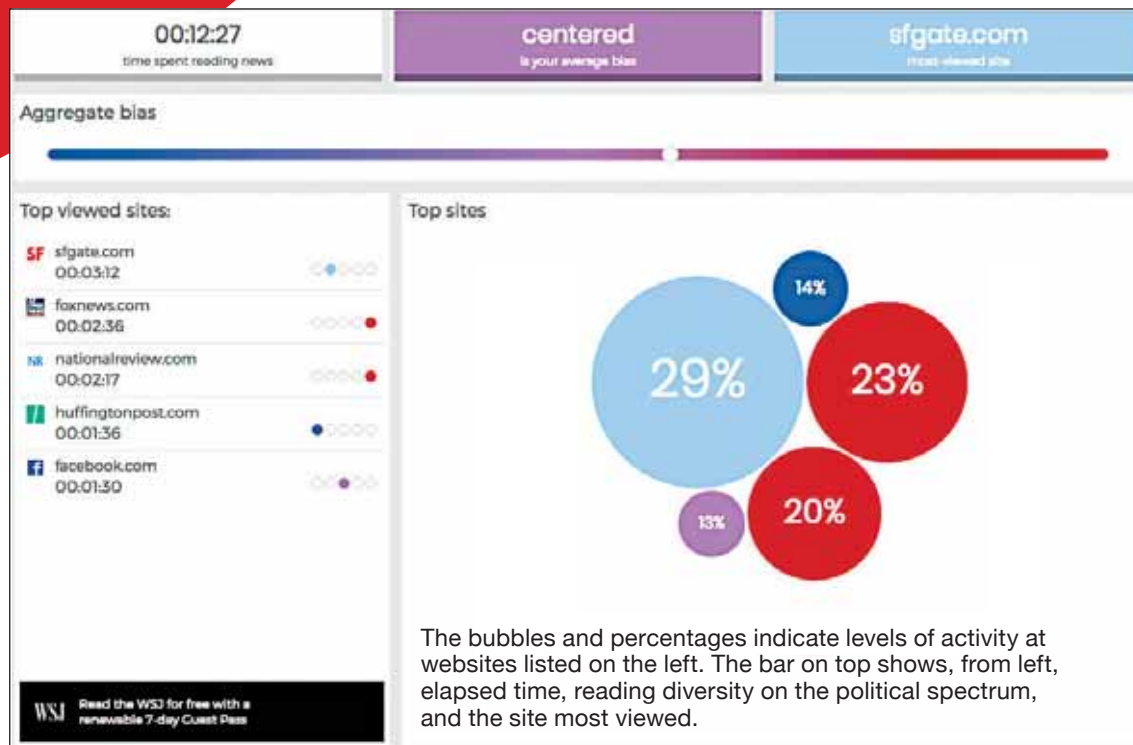 00:12:27
time spent reading news
centered
is your average bias
sfgate.com
most-viewed site
Aggregate bias
Top viewed sites:
SF sfgate.com
00:03:12
foxnews.com
00:02:36
NR nationalreview.com
00:02:17
huffingtonpost.com
00:01:36
f facebook.com
00:01:30
WSJ
Read the WSJ for free with a
renewable 7-day Guest Pass
Top sites
14%
29%
23%
20%
13%
The bubbles and percentages indicate levels of activity at
websites listed on the left. The bar on top shows, from left,
elapsed time, reading diversity on the political spectrum,
and the site most viewed.